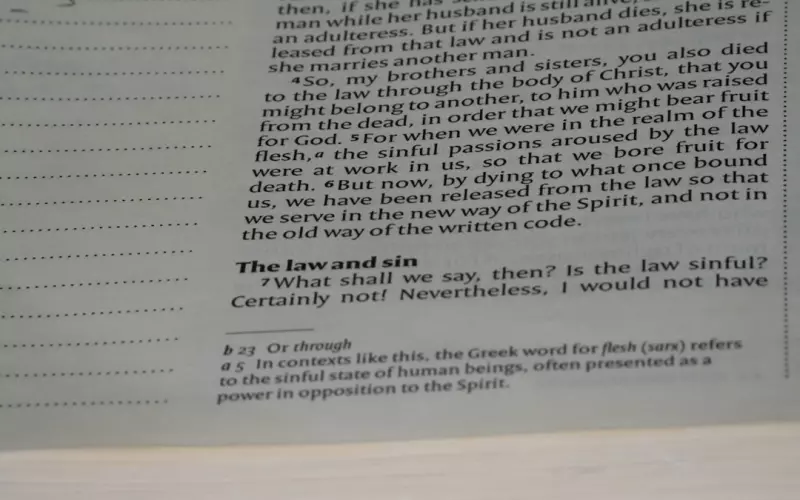 then, if she has
man while her husband is still alive,
an adulteress. But if her husband dies, she is re-
leased from that law and is not an adulteress if
she marries another man.
4 So, my brothers and sisters, you also died
to the law through the body of Christ, that you
might belong to another, to him who was raised
from the dead, in order that we might bear fruit
for God. 5 For when we were in the realm of the
flesh, a the sinful passions aroused by the law
were at work in us, so that we bore fruit for
death. 6 But now, by dying to what once bound
us, we have been released from the law so that
we serve in the new way of the Spirit, and not in
the old way of the written code.
The law and sin
7 What shall we say, then? Is the law sinful?
Certainly not! Nevertheless, I would not have
b 23 Or through
a 5 In contexts like this, the Greek word for flesh (sarx) refers
to the sinful state of human beings, often presented as a
power in opposition to the Spirit.